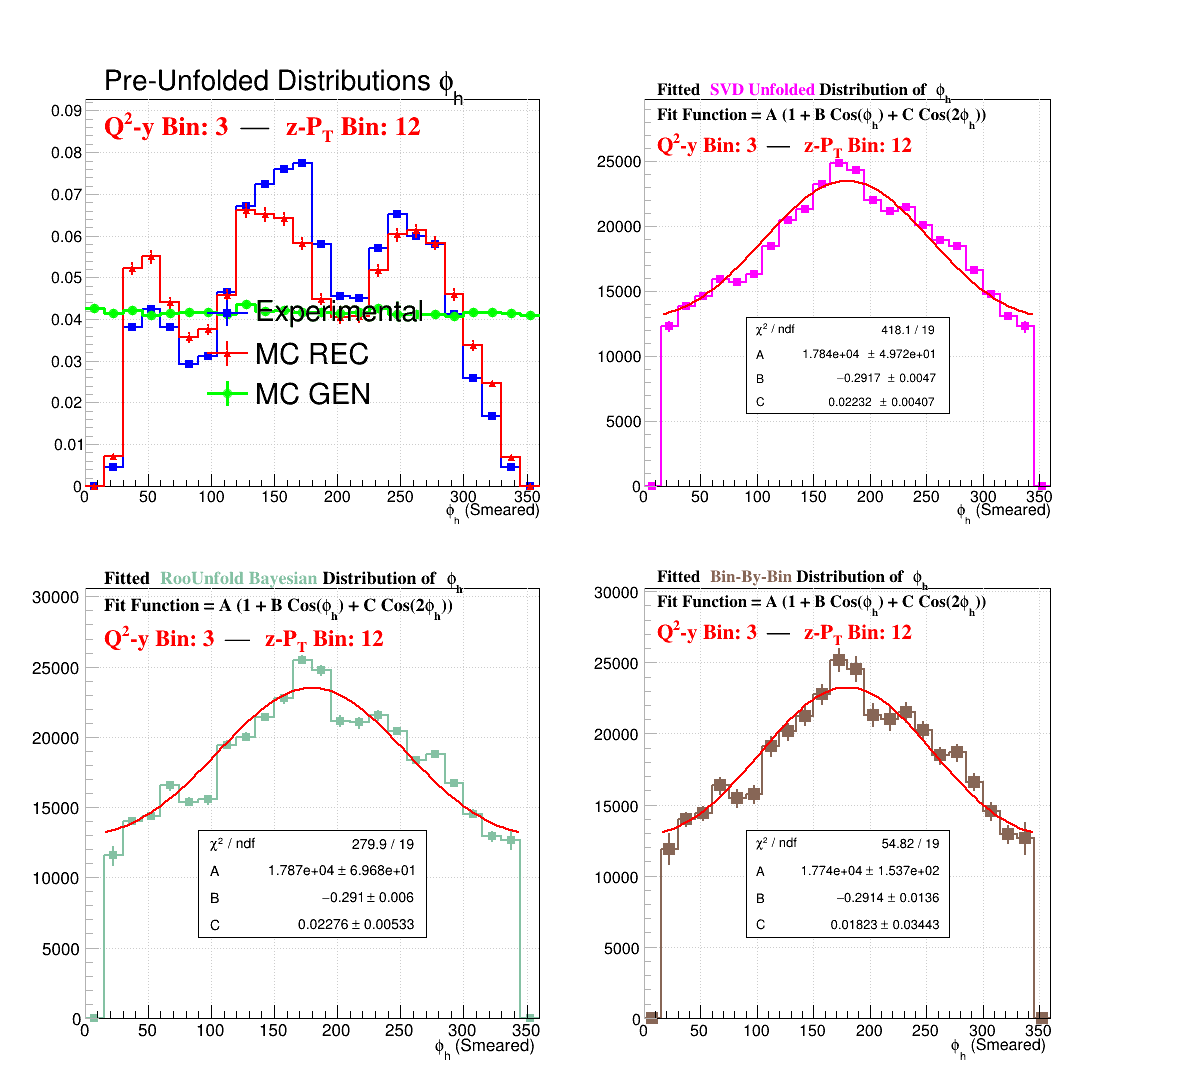 Pre-Unfolded Distributions ϕh
Q2-y Bin: 3 — z-PT Bin: 12
0.09
0.08
0.07
0.06
0.05
0.04
0.03
0.02
0.01
0
Experimental
MC REC
MC GEN
0 50 100 150 200 250 300 350
ϕh (Smeared)
Fitted SVD Unfolded Distribution of ϕh
Fit Function = A (1 + B Cos(ϕh) + C Cos(2ϕh))
Q2-y Bin: 3 — z-PT Bin: 12
25000
20000
15000
10000
5000
0
χ2 / ndf 418.1 / 19
A 1.784e+04 ± 4.972e+01
B −0.2917 ± 0.0047
C 0.02232 ± 0.00407
0 50 100 150 200 250 300 350
ϕh (Smeared)
Fitted RooUnfold Bayesian Distribution of ϕh
Fit Function = A (1 + B Cos(ϕh) + C Cos(2ϕh))
Q2-y Bin: 3 — z-PT Bin: 12
30000
25000
20000
15000
10000
5000
0
χ2 / ndf 279.9 / 19
A 1.787e+04 ± 6.968e+01
B −0.291 ± 0.006
C 0.02276 ± 0.00533
0 50 100 150 200 250 300 350
ϕh (Smeared)
Fitted Bin-By-Bin Distribution of ϕh
Fit Function = A (1 + B Cos(ϕh) + C Cos(2ϕh))
Q2-y Bin: 3 — z-PT Bin: 12
30000
25000
20000
15000
10000
5000
0
χ2 / ndf 54.82 / 19
A 1.774e+04 ± 1.537e+02
B −0.2914 ± 0.0136
C 0.01823 ± 0.03443
0 50 100 150 200 250 300 350
ϕh (Smeared)